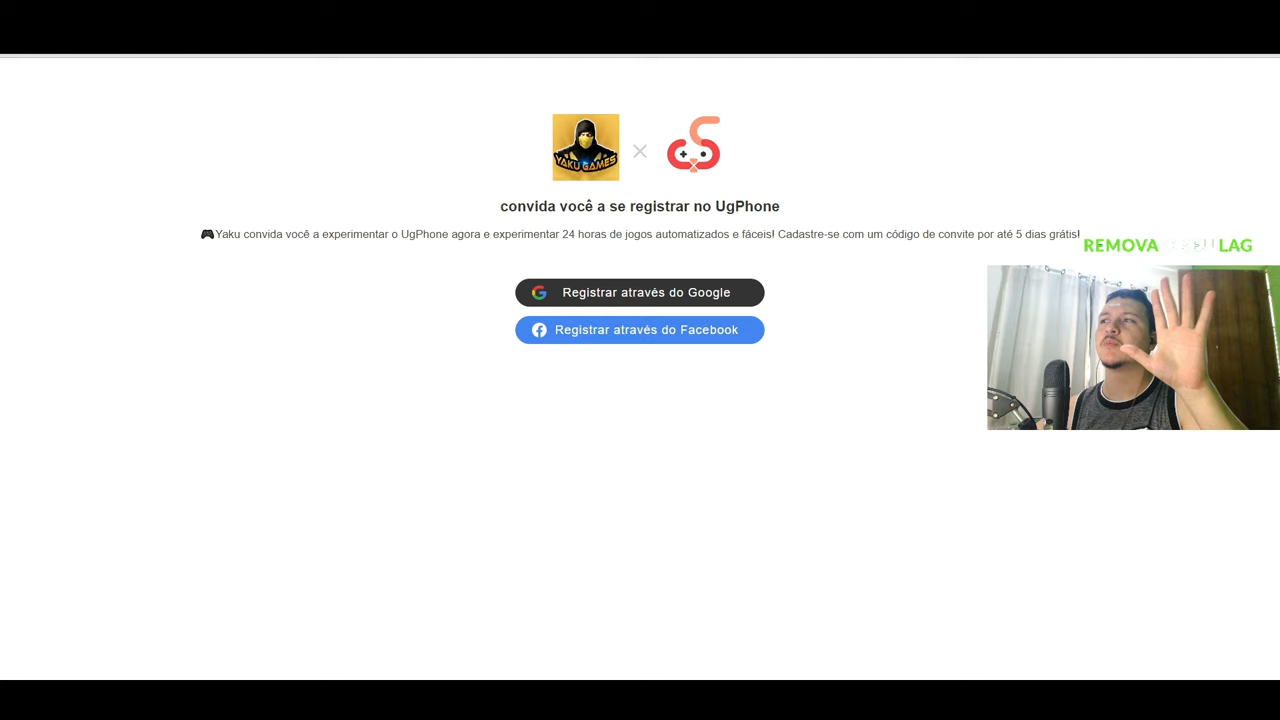 YAKU GAMES
convida você a se registrar no UgPhone
🎮Yaku convida você a experimentar o UgPhone agora e experimentar 24 horas de jogos automatizados e fáceis! Cadastre-se com um código de convite por até 5 dias grátis!
REMOVA LAG
Registrar através do Google
Registrar através do Facebook